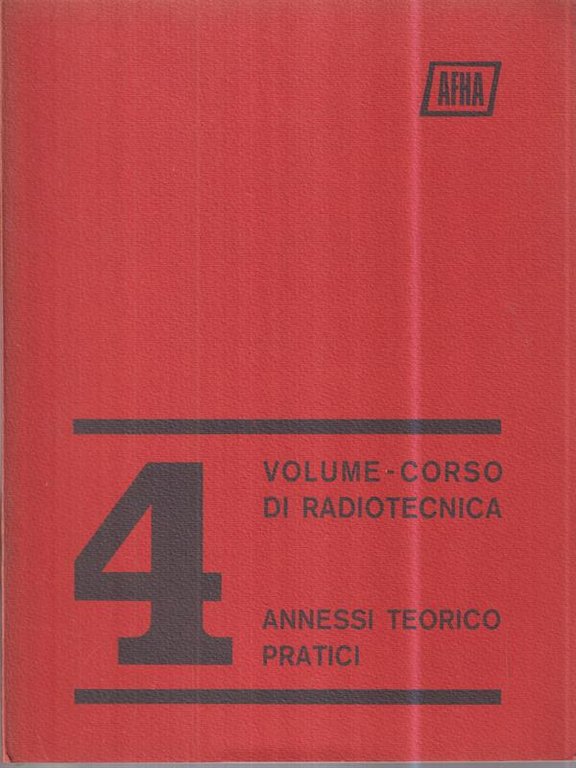 AFHA
4
VOLUME-CORSO
DI RADIOTECNICA
ANNESSI TEORICO
PRATICI